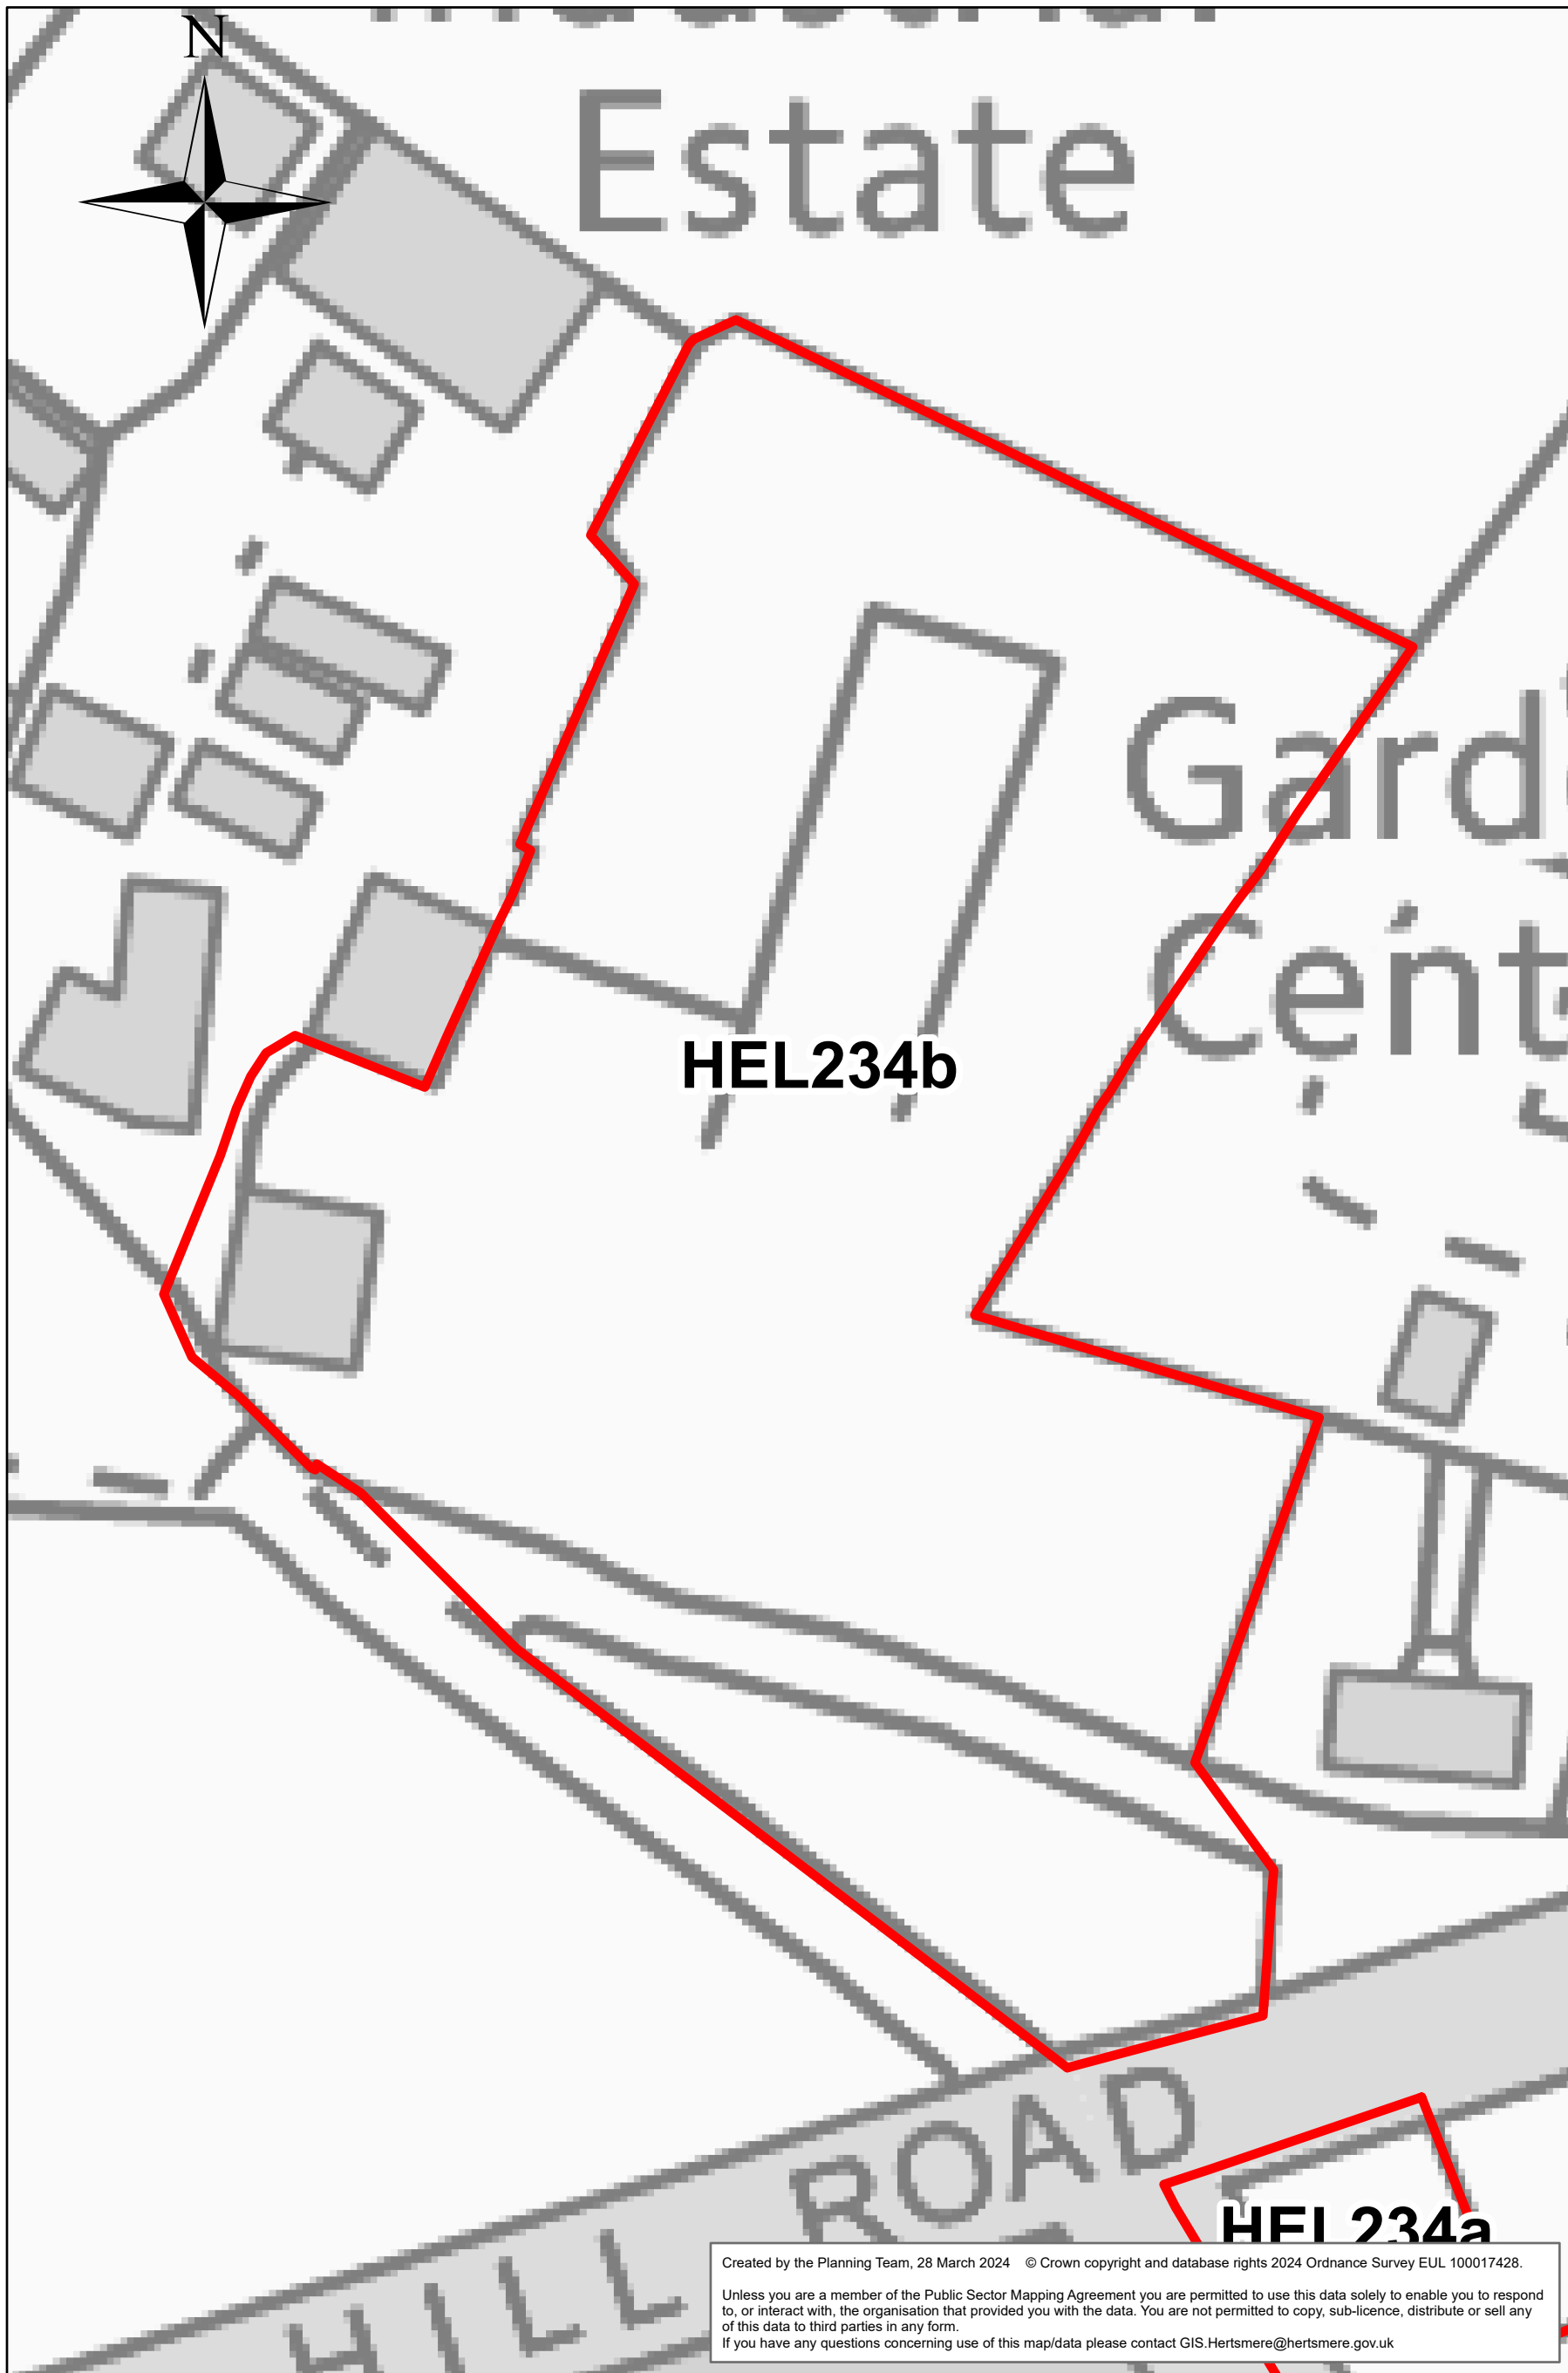 N
Estate
Gard
Cent
HEL234b
HILL ROAD
HEL234a
Created by the Planning Team, 28 March 2024 © Crown copyright and database rights 2024 Ordnance Survey EUL 100017428.
Unless you are a member of the Public Sector Mapping Agreement you are permitted to use this data solely to enable you to respond
to, or interact with, the organisation that provided you with the data. You are not permitted to copy, sub-licence, distribute or sell any
of this data to third parties in any form.
If you have any questions concerning use of this map/data please contact GIS.Hertsmere@hertsmere.gov.uk